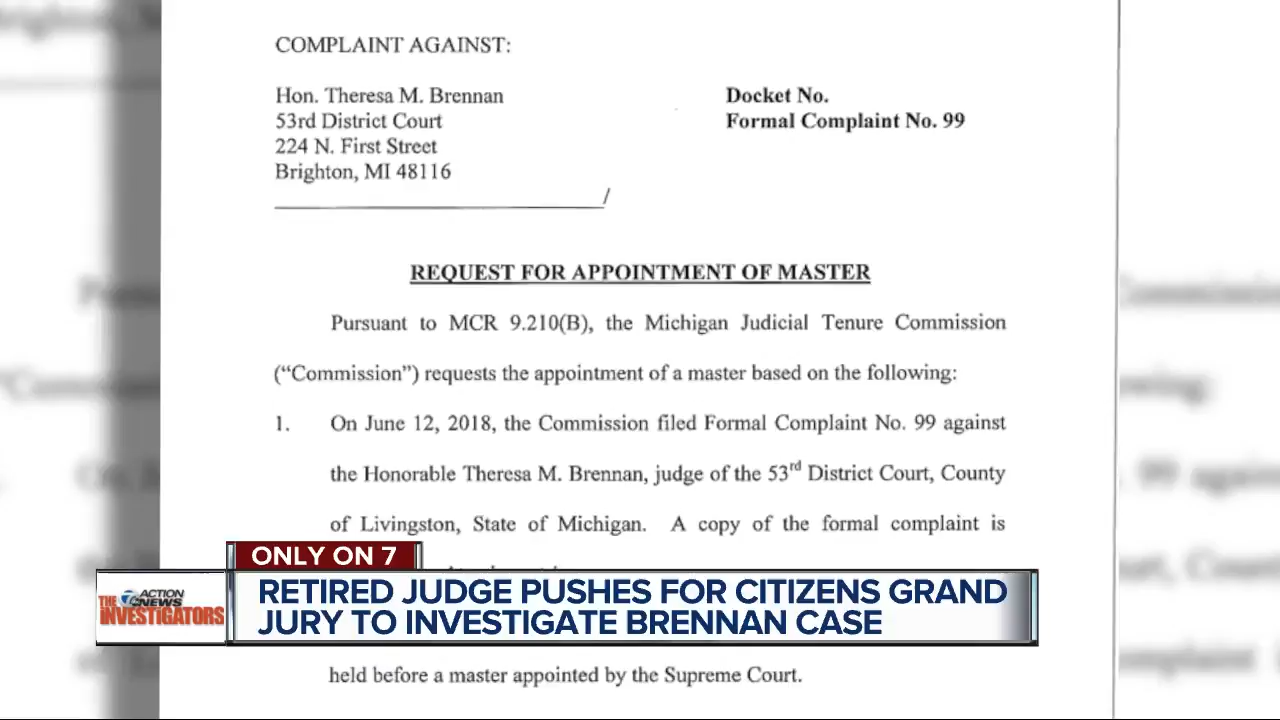 COMPLAINT AGAINST:
Hon. Theresa M. Brennan
53rd District Court
224 N. First Street
Brighton, MI 48116
/
Docket No.
Formal Complaint No. 99
REQUEST FOR APPOINTMENT OF MASTER
Pursuant to MCR 9.210(B), the Michigan Judicial Tenure Commission
("Commission") requests the appointment of a master based on the following:
1. On June 12, 2018, the Commission filed Formal Complaint No. 99 against
the Honorable Theresa M. Brennan, judge of the 53rd District Court, County
of Livingston, State of Michigan. A copy of the formal complaint is
ONLY ON 7
THE 7 ACTION NEWS INVESTIGATORS
RETIRED JUDGE PUSHES FOR CITIZENS GRAND
JURY TO INVESTIGATE BRENNAN CASE
held before a master appointed by the Supreme Court.